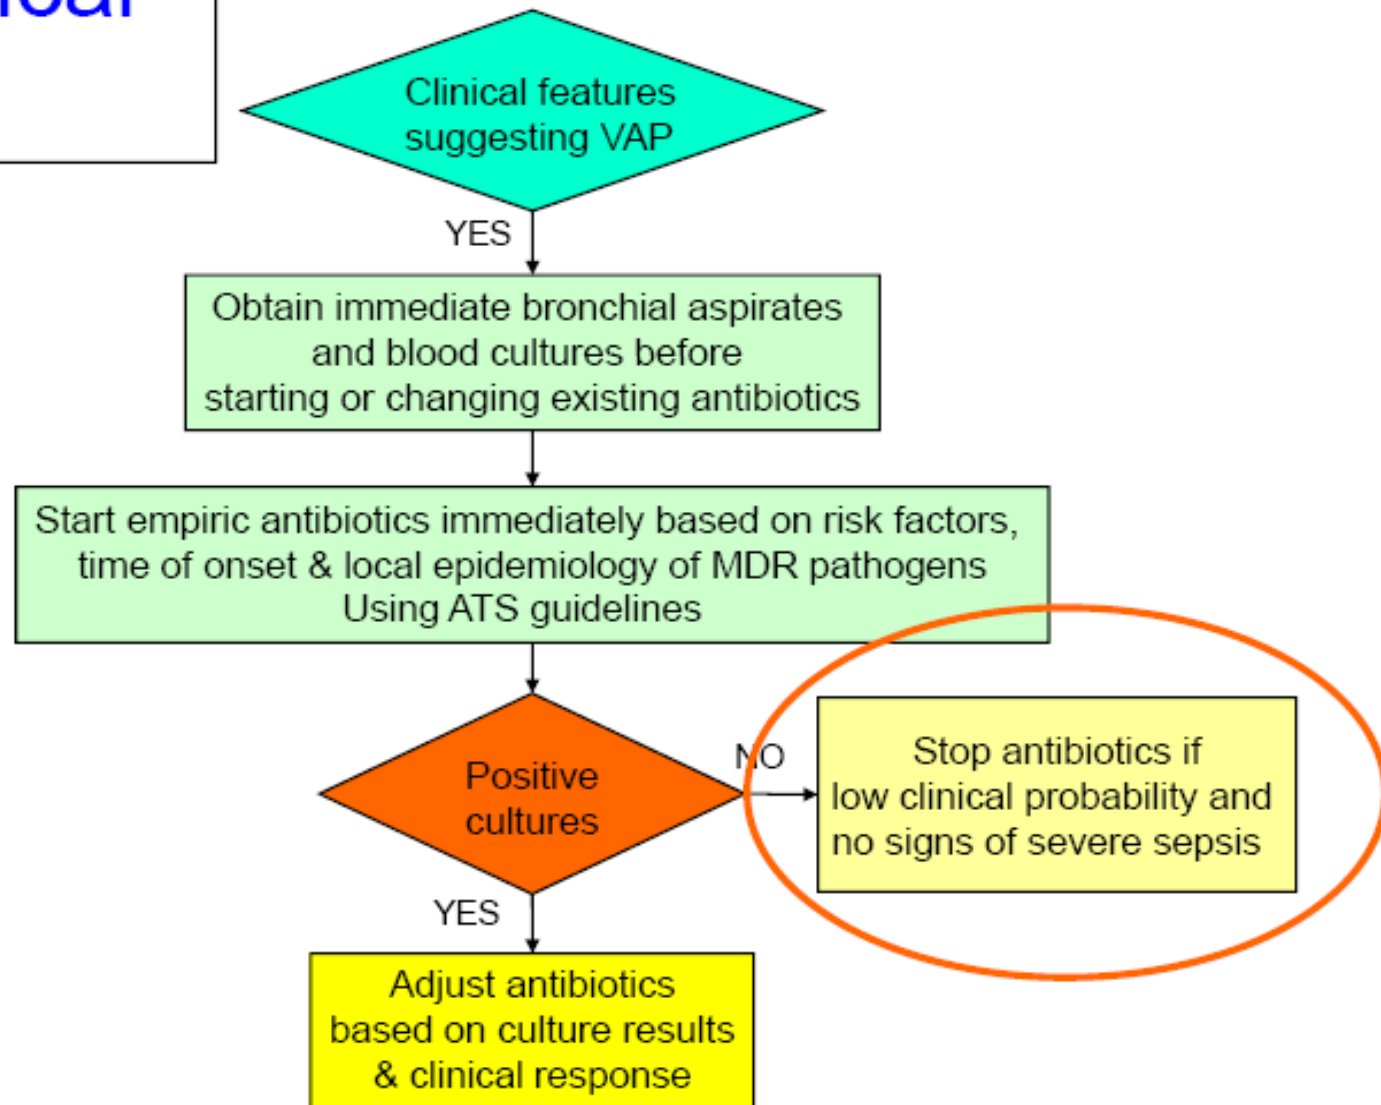 Clinical features
suggesting VAP
YES
Obtain immediate bronchial aspirates
and blood cultures before
starting or changing existing antibiotics
Start empiric antibiotics immediately based on risk factors,
time of onset & local epidemiology of MDR pathogens
Using ATS guidelines
Positive
cultures
NO
Stop antibiotics if
low clinical probability and
no signs of severe sepsis
YES
Adjust antibiotics
based on culture results
& clinical response